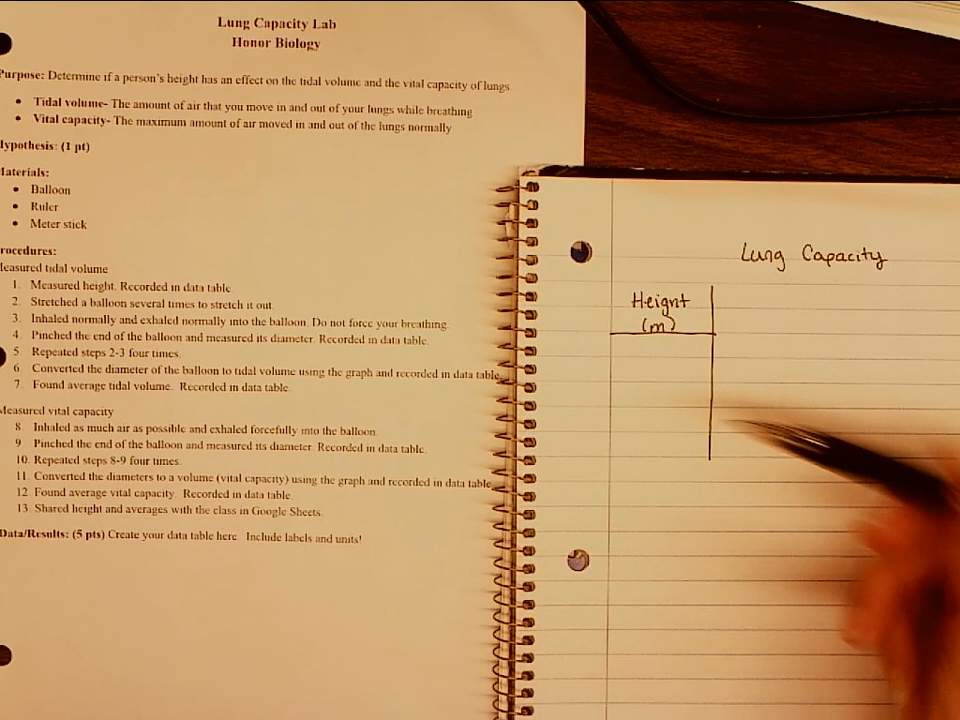 Lung Capacity Lab
Honor Biology
Purpose: Determine if a person's height has an effect on the tidal volume and the vital capacity of lungs.
• Tidal volume- The amount of air that you move in and out of your lungs while breathing
• Vital capacity- The maximum amount of air moved in and out of the lungs normally
Hypothesis: (1 pt)
Materials:
• Balloon
• Ruler
• Meter stick
Procedures:
Measured tidal volume
1. Measured height. Recorded in data table.
2. Stretched a balloon several times to stretch it out.
3. Inhaled normally and exhaled normally into the balloon. Do not force your breathing.
4. Pinched the end of the balloon and measured its diameter. Recorded in data table.
5. Repeated steps 2-3 four times.
6. Converted the diameter of the balloon to tidal volume using the graph and recorded in data table.
7. Found average tidal volume. Recorded in data table.
Measured vital capacity
8. Inhaled as much air as possible and exhaled forcefully into the balloon.
9. Pinched the end of the balloon and measured its diameter. Recorded in data table.
10. Repeated steps 8-9 four times.
11. Converted the diameters to a volume (vital capacity) using the graph and recorded in data table.
12. Found average vital capacity. Recorded in data table.
13. Shared height and averages with the class in Google Sheets.
Data/Results: (5 pts) Create your data table here. Include labels and units!
Lung Capacity
Height
(m)